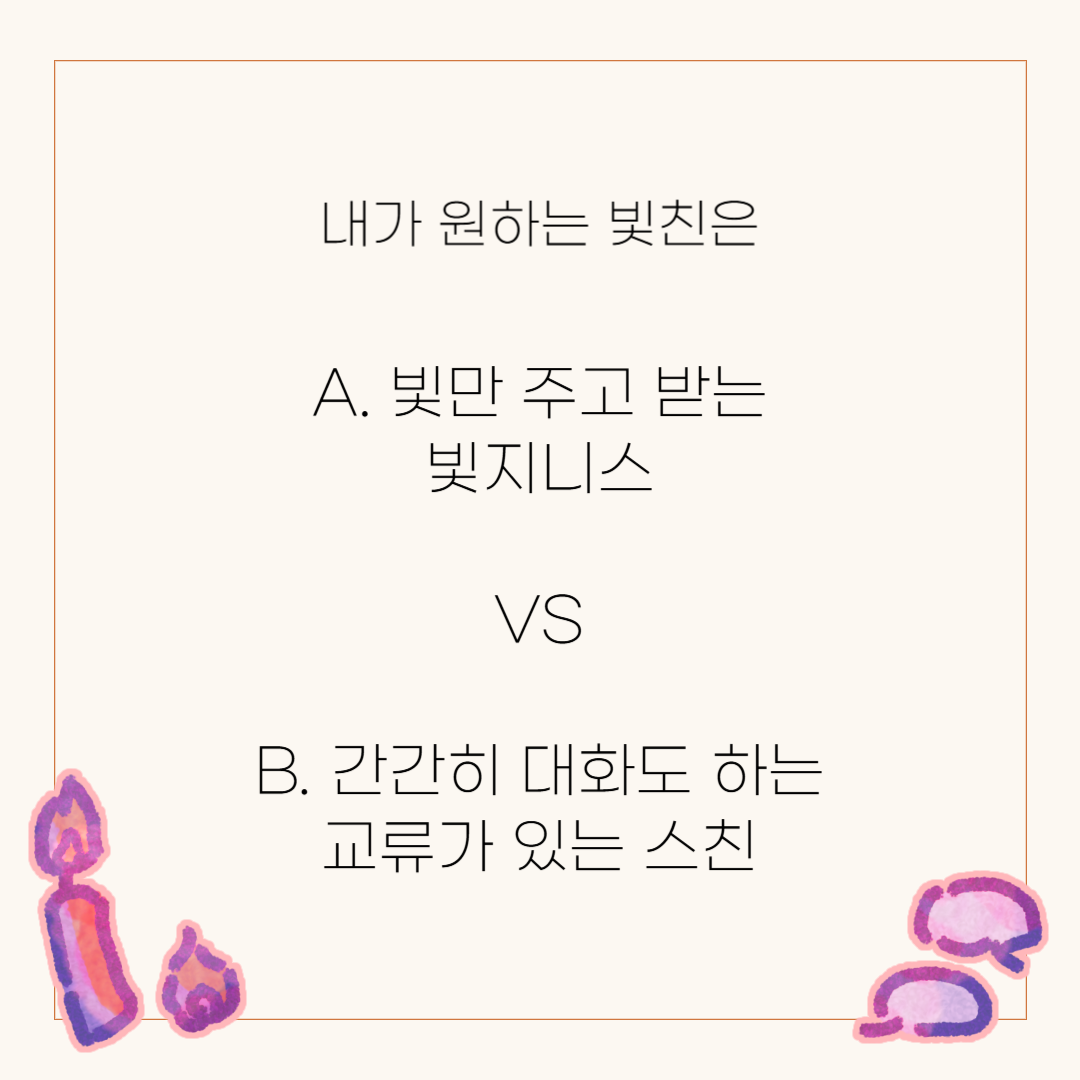 내가 원하는 빛친은
A. 빛만 주고 받는
빛지니스
VS
B. 간간히 대화도 하는
교류가 있는 스친